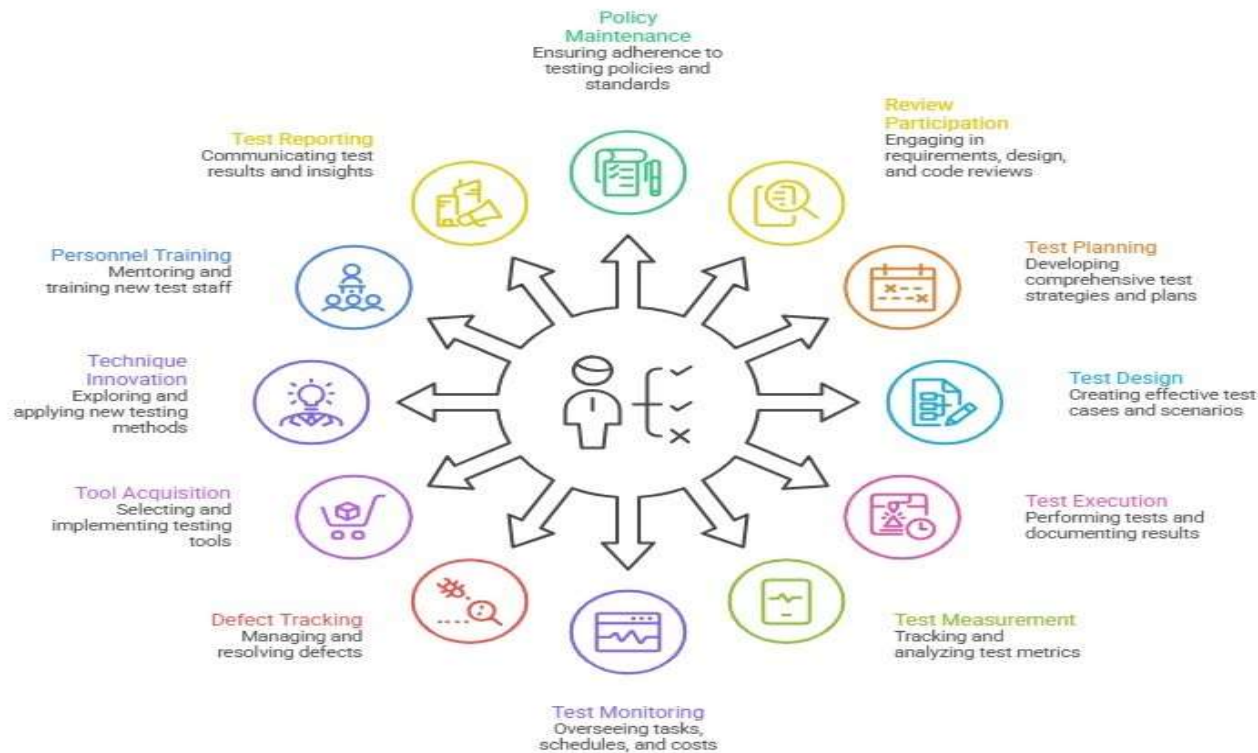 Policy
Maintenance
Ensuring adherence to
testing policies and
standards
Review
Participation
Engaging in
requirements, design,
and code reviews
Test Planning
Developing
comprehensive test
strategies and plans
Test Design
Creating effective test
cases and scenarios
Test Execution
Performing tests and
documenting results
Test Measurement
Tracking and
analyzing test metrics
Test Monitoring
Overseeing tasks,
schedules, and costs
Defect Tracking
Managing and
resolving defects
Tool Acquisition
Selecting and
implementing testing
tools
Technique
Innovation
Exploring and
applying new testing
methods
Personnel Training
Mentoring and
training new test staff
Test Reporting
Communicating test
results and insights